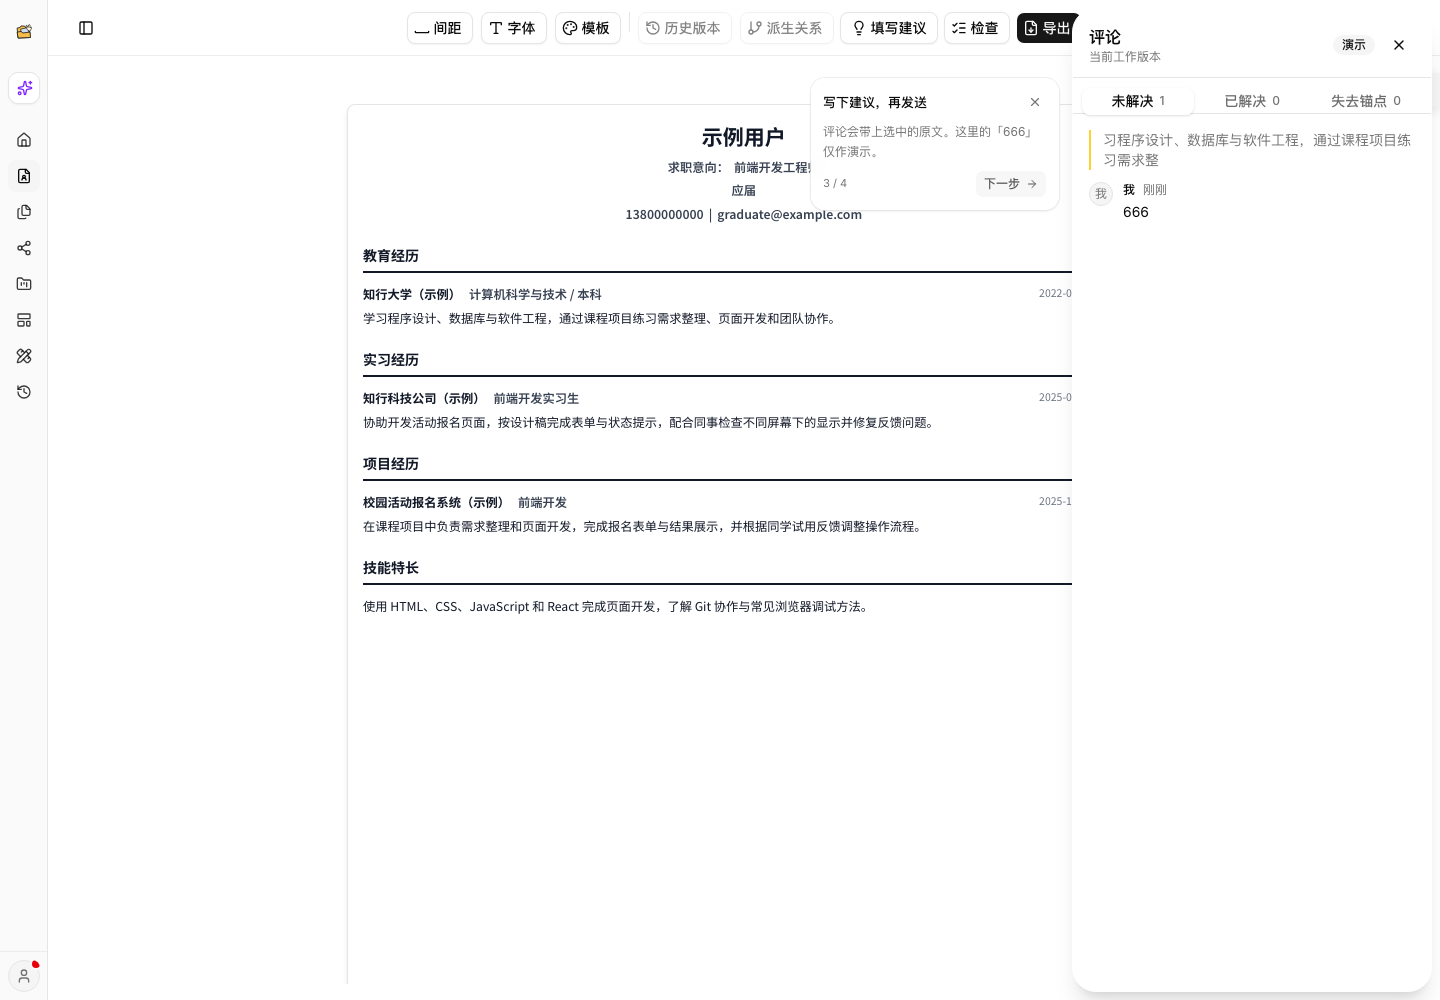 间距
字体
模板
历史版本
派生关系
填写建议
检查
导出
示例用户
求职意向： 前端开发工程
应届
13800000000 | graduate@example.com
教育经历
知行大学（示例） 计算机科学与技术 / 本科 2022-0
学习程序设计、数据库与软件工程，通过课程项目练习需求整理、页面开发和团队协作。
实习经历
知行科技公司（示例） 前端开发实习生 2025-0
协助开发活动报名页面，按设计稿完成表单与状态提示，配合同事检查不同屏幕下的显示并修复反馈问题。
项目经历
校园活动报名系统（示例） 前端开发 2025-1
在课程项目中负责需求整理和页面开发，完成报名表单与结果展示，并根据同学试用反馈调整操作流程。
技能特长
使用 HTML、CSS、JavaScript 和 React 完成页面开发，了解 Git 协作与常见浏览器调试方法。
写下建议，再发送
评论会带上选中的原文。这里的「666」
仅作演示。
3 / 4
下一步
评论
当前工作版本
演示
未解决 1
已解决 0
失去锚点 0
习程序设计、数据库与软件工程，通过课程项目练
习需求整
我
我 刚刚
666